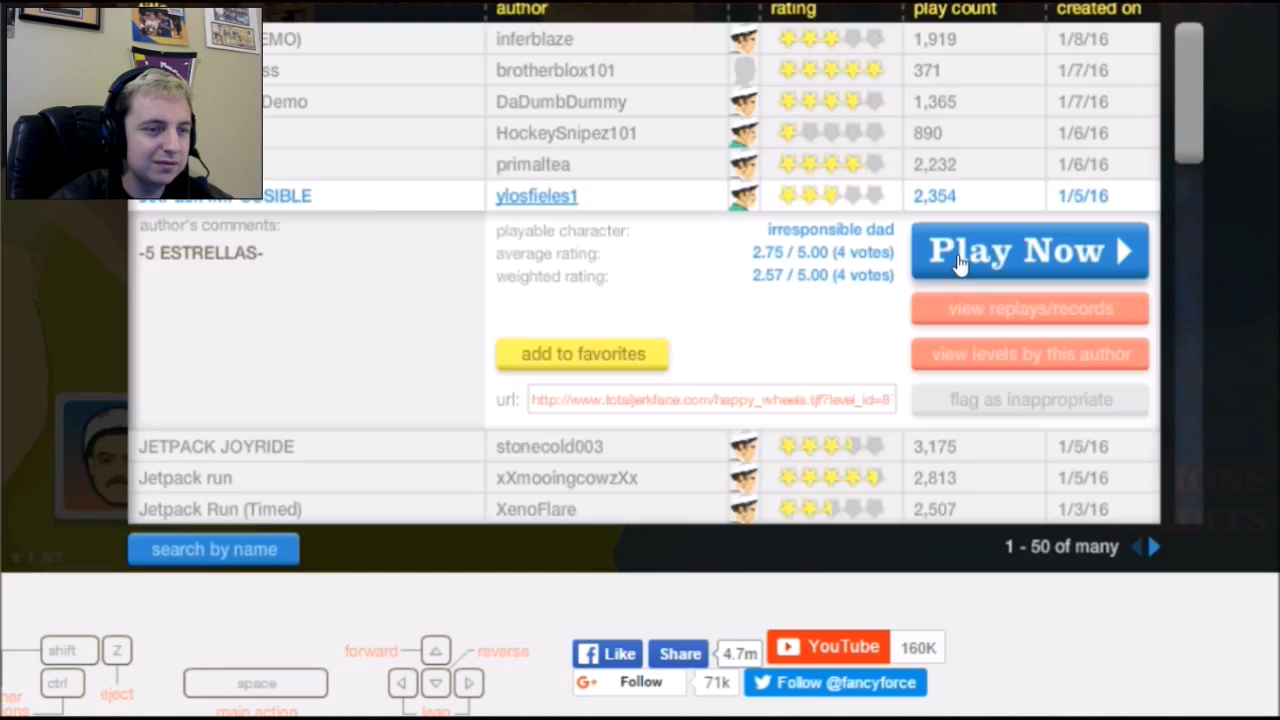 author rating play count created on
EMO) inferblaze 1,919 1/8/16
ss brotherblox101 371 1/7/16
Demo DaDumbDummy 1,365 1/7/16
HockeySnipez101 890 1/6/16
primaltea 2,232 1/6/16
OSIBLE ylosfieles1 2,354 1/5/16
author's comments: playable character: irresponsible dad Play Now
-5 ESTRELLAS- average rating: 2.75 / 5.00 (4 votes)
weighted rating: 2.57 / 5.00 (4 votes)
view replays/records
add to favorites view levels by this author
url: http://www.totaljerkface.com/happy_wheels.tjf?level_id=8 flag as inappropriate
JETPACK JOYRIDE stonecold003 3,175 1/5/16
Jetpack run xXmooingcowzXx 2,813 1/5/16
Jetpack Run (Timed) XenoFlare 2,507 1/3/16
search by name 1 - 50 of many
v 1.87
shift Z forward reverse Like Share 4.7m YouTube 160K
ctrl eject space Follow 71k Follow @fancyforce
main action lean